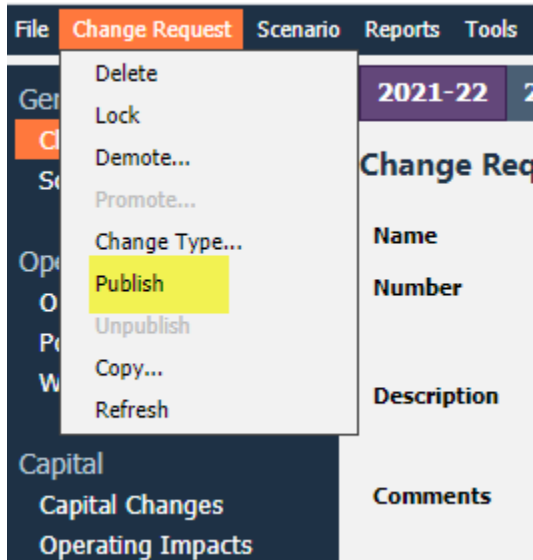 File Change Request Scenario Reports Tools
Delete
Lock
Demote...
Promote...
Change Type...
Publish
Unpublish
Copy...
Refresh
Capital
Capital Changes
Operating Impacts
2021-22
Change Req
Name
Number
Description
Comments